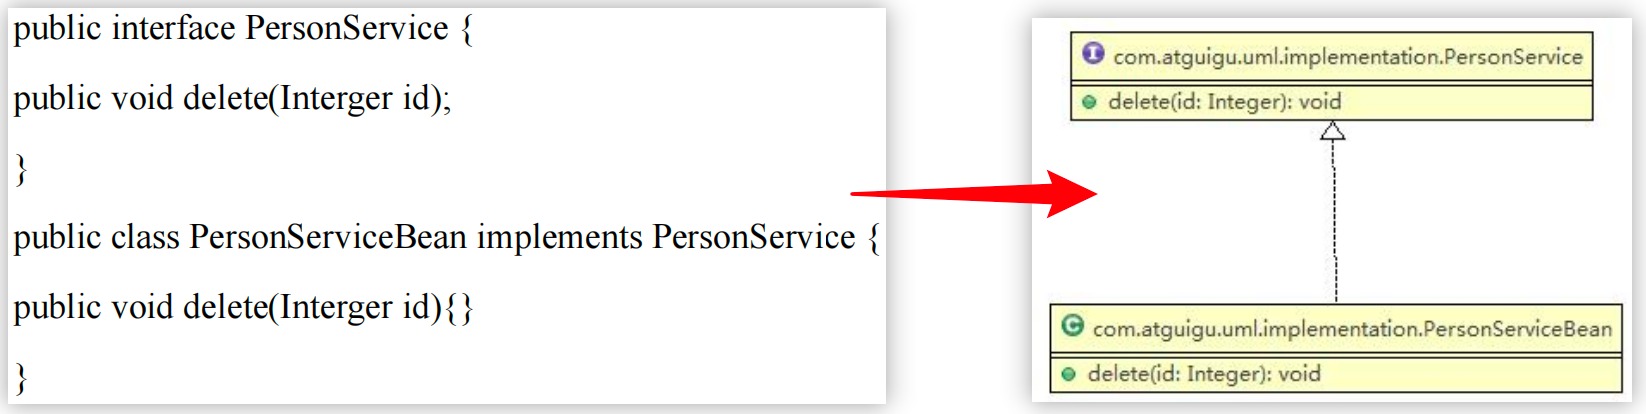 public interface PersonService {
public void delete(Interger id);
}
public class PersonServiceBean implements PersonService {
public void delete(Interger id){}
}
I com.atguigu.uml.implementation.PersonService
delete(id: Integer): void
C com.atguigu.uml.implementation.PersonServiceBean
delete(id: Integer): void